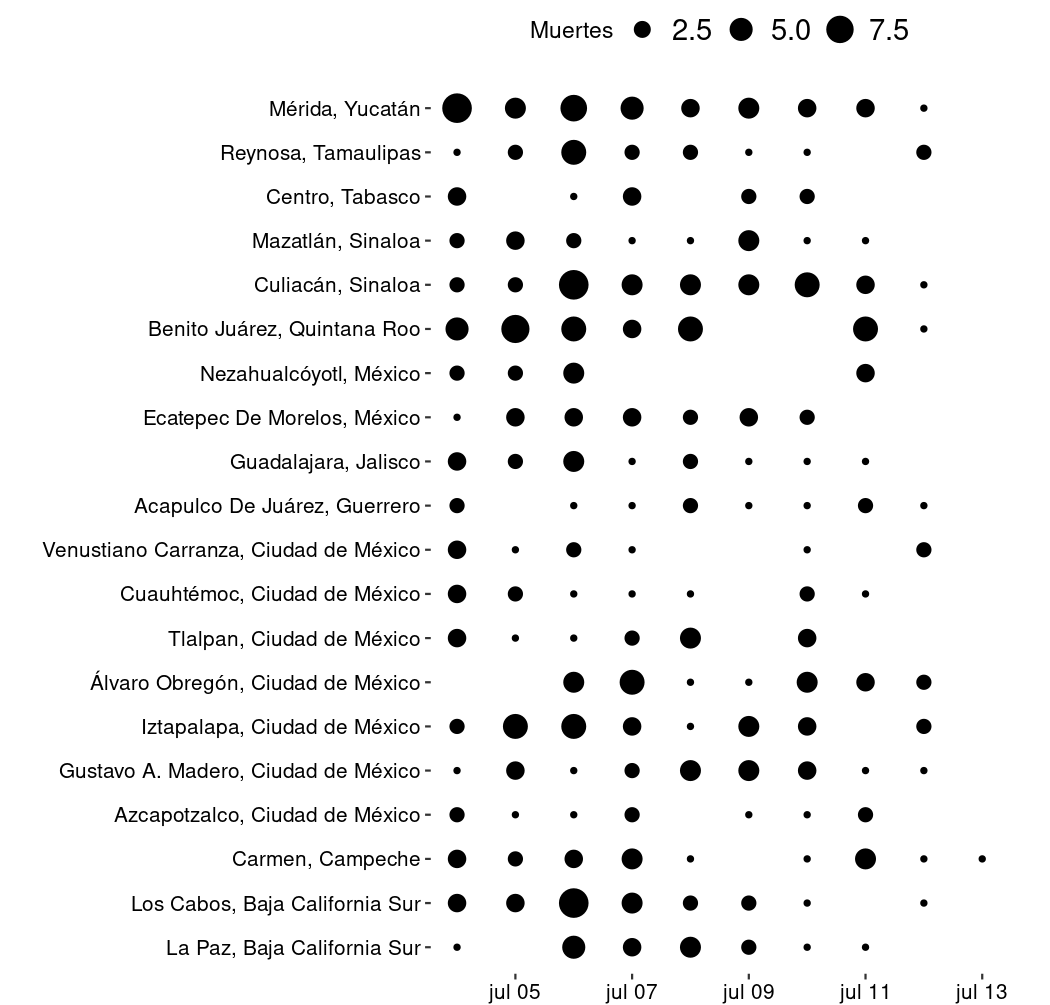 Muertes 2.5 5.0 7.5
Mérida, Yucatán
Reynosa, Tamaulipas
Centro, Tabasco
Mazatlán, Sinaloa
Culiacán, Sinaloa
Benito Juárez, Quintana Roo
Nezahualcóyotl, México
Ecatepec De Morelos, México
Guadalajara, Jalisco
Acapulco De Juárez, Guerrero
Venustiano Carranza, Ciudad de México
Cuauhtémoc, Ciudad de México
Tlalpan, Ciudad de México
Álvaro Obregón, Ciudad de México
Iztapalapa, Ciudad de México
Gustavo A. Madero, Ciudad de México
Azcapotzalco, Ciudad de México
Carmen, Campeche
Los Cabos, Baja California Sur
La Paz, Baja California Sur
jul 05 jul 07 jul 09 jul 11 jul 13